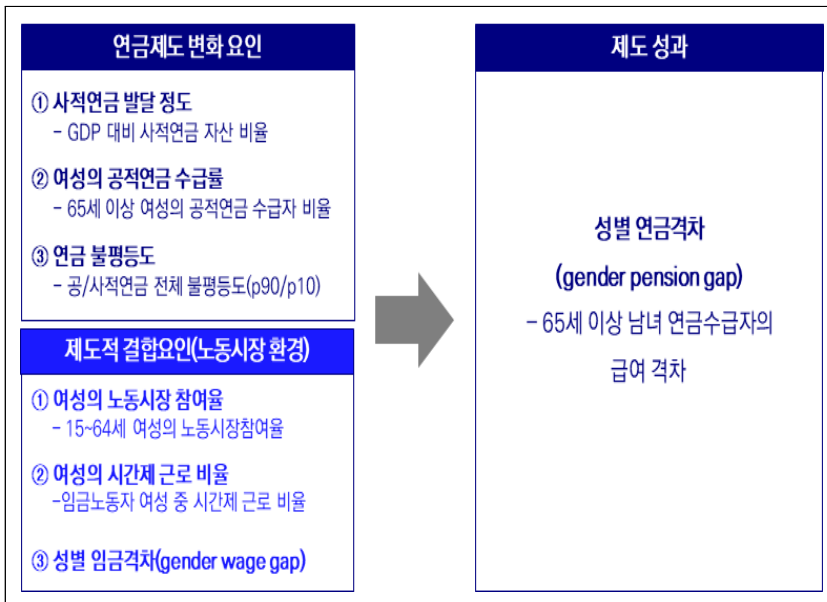 연금제도 변화 요인
① 사적연금 발달 정도
- GDP 대비 사적연금 자산 비율
② 여성의 공적연금 수급률
- 65세 이상 여성의 공적연금 수급자 비율
③ 연금 불평등도
- 공/사적연금 전체 불평등도(p90/p10)
제도적 결합요인(노동시장 환경)
① 여성의 노동시장 참여율
- 15~64세 여성의 노동시장참여율
② 여성의 시간제 근로 비율
-임금노동자 여성 중 시간제 근로 비율
③ 성별 임금격차(gender wage gap)
제도 성과
성별 연금격차
(gender pension gap)
- 65세 이상 남녀 연금수급자의
급여 격차